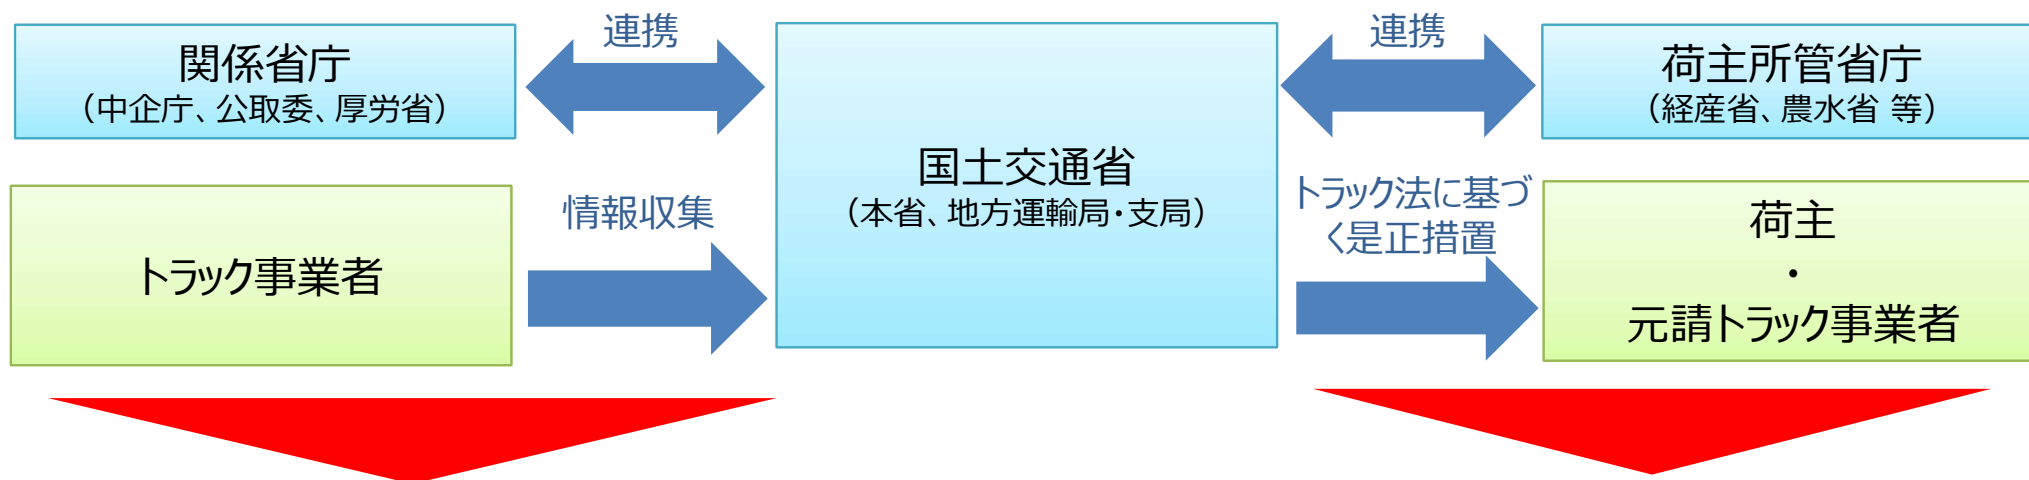 関係省庁
（中企庁、公取委、厚労省）
連携
国土交通省
（本省、地方運輸局・支局）
連携
荷主所管省庁
（経産省、農水省 等）
トラック事業者
情報収集
トラック法に基づ
く是正措置
荷主
・
元請トラック事業者